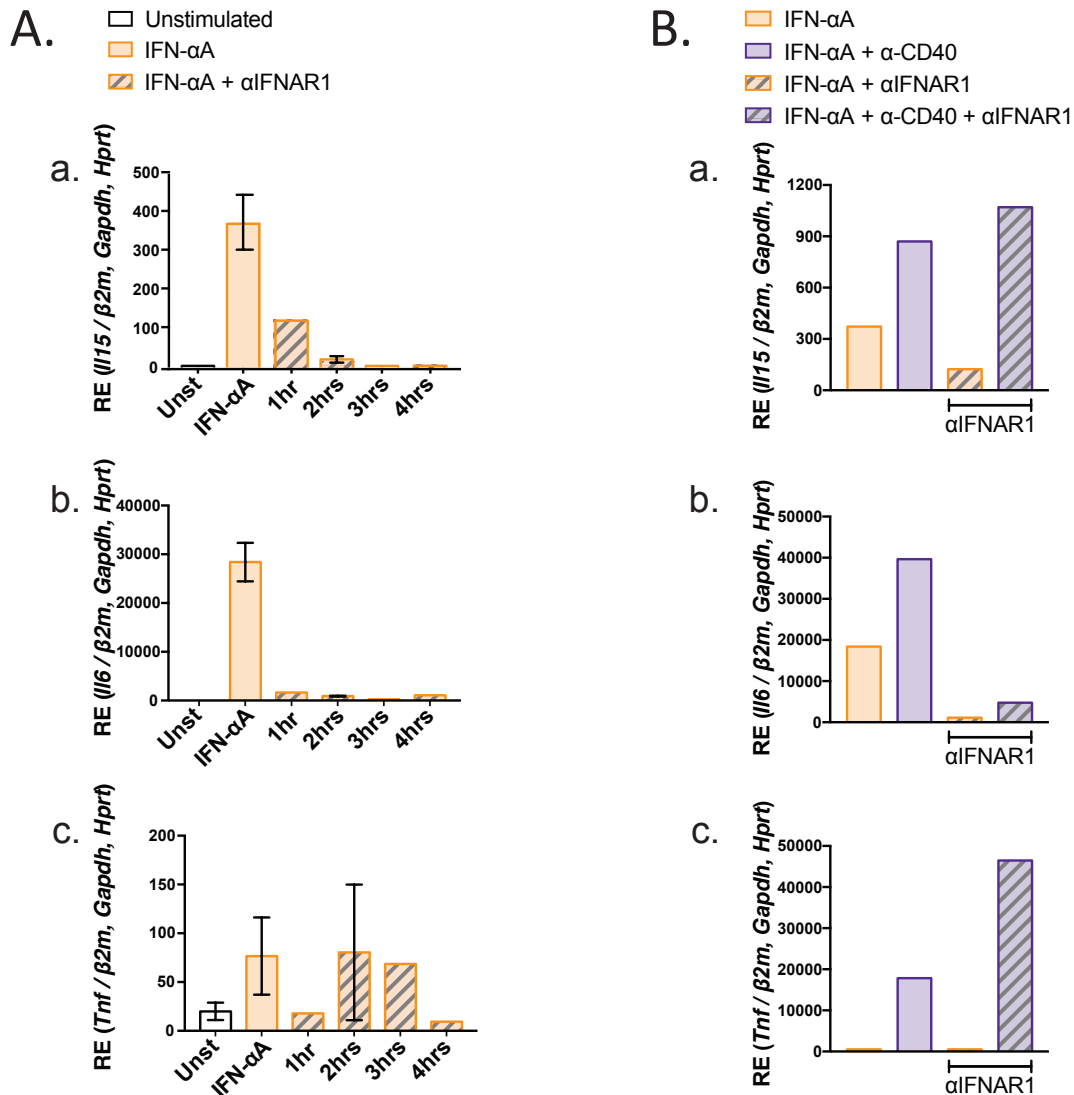 A.
Unstimulated
IFN-αA
IFN-αA + αIFNAR1
a.
RE (Il15 / β2m, Gapdh, Hprt)
500
400
300
200
100
0
Unst
IFN-αA
1hr
2hrs
3hrs
4hrs
b.
RE (Il6 / β2m, Gapdh, Hprt)
40000
30000
20000
10000
0
Unst
IFN-αA
1hr
2hrs
3hrs
4hrs
c.
RE (Tnf / β2m, Gapdh, Hprt)
200
150
100
50
0
Unst
IFN-αA
1hr
2hrs
3hrs
4hrs
B.
IFN-αA
IFN-αA + α-CD40
IFN-αA + αIFNAR1
IFN-αA + α-CD40 + αIFNAR1
a.
RE (Il15 / β2m, Gapdh, Hprt)
1200
900
600
300
0
αIFNAR1
b.
RE (Il6 / β2m, Gapdh, Hprt)
50000
40000
30000
20000
10000
0
αIFNAR1
c.
RE (Tnf / β2m, Gapdh, Hprt)
50000
40000
30000
20000
10000
0
αIFNAR1